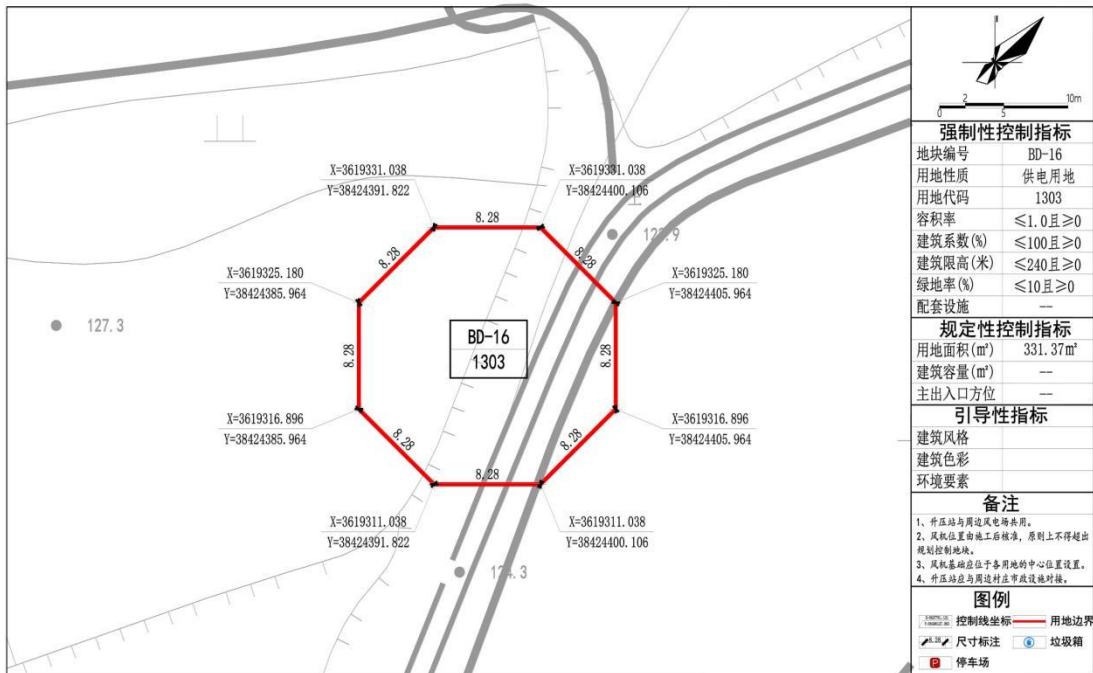 X=3619331.038
Y=38424391.822
X=3619331.038
Y=38424400.106
8.28
8.28
8.28
X=3619325.180
Y=38424385.964
X=3619325.180
Y=38424405.964
127.3
BD-16
1303
8.28
8.28
X=3619316.896
Y=38424385.964
X=3619316.896
Y=38424405.964
8.28
8.28
8.28
X=3619311.038
Y=38424391.822
X=3619311.038
Y=38424400.106
124.3
0 2 5 10m
强制性控制指标
地块编号 BD-16
用地性质 供电用地
用地代码 1303
容积率 ≤1.0且≥0
建筑系数(%) ≤100且≥0
建筑限高(米) ≤240且≥0
绿地率(%) ≤10且≥0
配套设施 --
规定性控制指标
用地面积(㎡) 331.37㎡
建筑容量(㎡) --
主出入口方位 --
引导性指标
建筑风格
建筑色彩
环境要素
备注
1、升压站与周边风电场共用。
2、风机位置由施工后核准，原则上不得超出
规划控制地块。
3、风机基础应位于各用地的中心位置设置。
4、升压站应与周边村庄市政设施对接。
图例
控制线坐标 用地边界
8.28 尺寸标注 垃圾箱
P 停车场